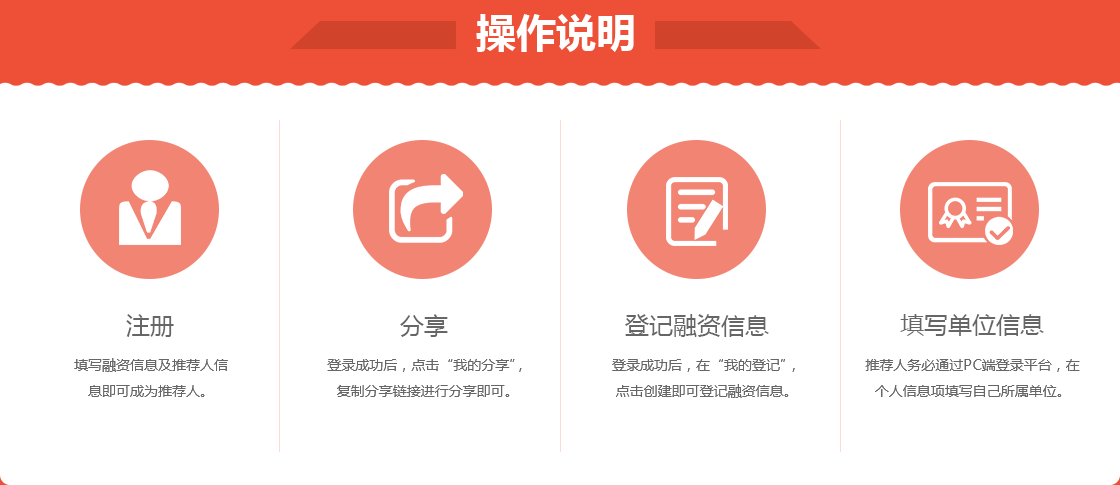 操作说明
注册
填写融资信息及推荐人信
息即可成为推荐人。
分享
登录成功后，点击“我的分享”，
复制分享链接进行分享即可。
登记融资信息
登录成功后，在“我的登记”，
点击创建即可登记融资信息。
填写单位信息
推荐人务必通过PC端登录平台，在
个人信息项填写自己所属单位。